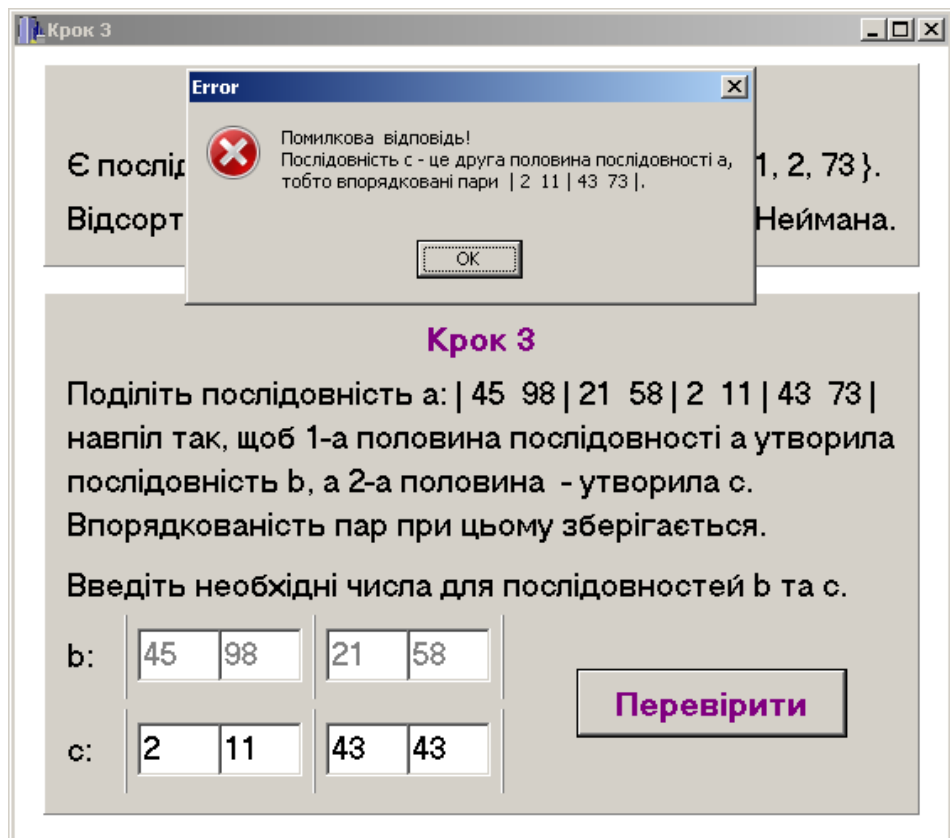 Крок 3
Error
Помилкова відповідь!
Послідовність с - це друга половина послідовності а,
тобто впорядковані пари | 2 11 | 43 73 |.
OK
Є 1, 2, 73 }.
Неймана.
Крок 3
Поділіть послідовність а: | 45 98 | 21 58 | 2 11 | 43 73 |
навпіл так, щоб 1-а половина послідовності а утворила
послідовність b, а 2-а половина - утворила с.
Впорядкованість пар при цьому зберігається.
Введіть необхідні числа для послідовностей b та с.
b: 45 98 21 58
Перевірити
c: 2 11 43 43